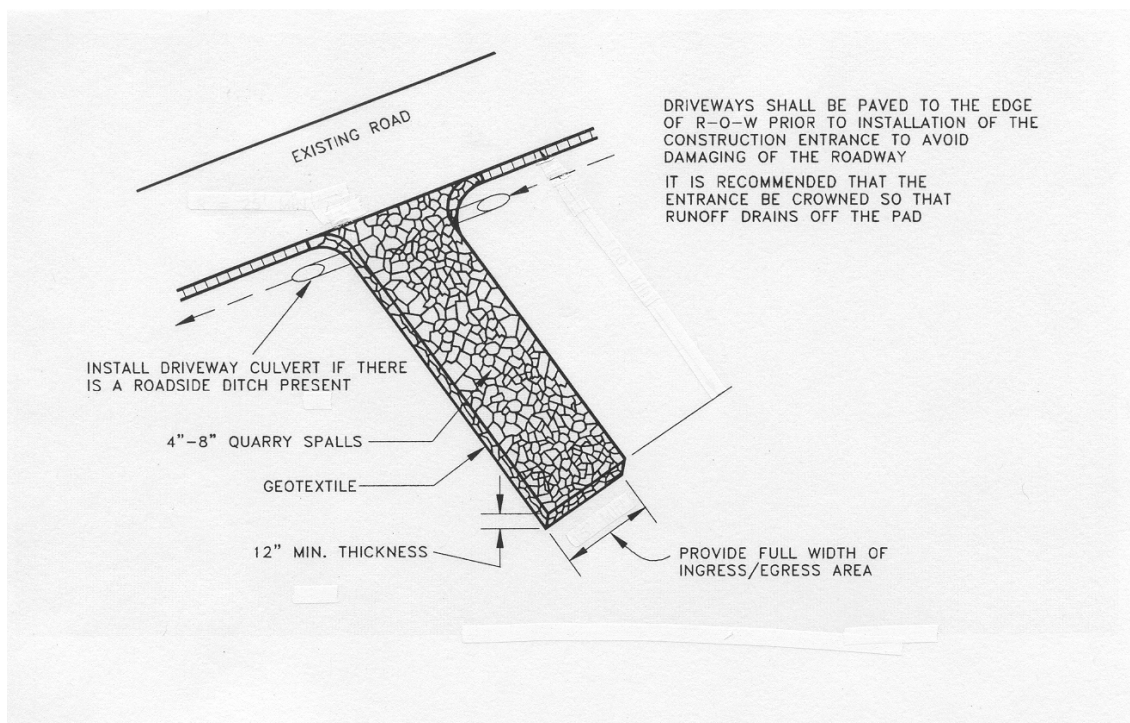 EXISTING ROAD
DRIVEWAYS SHALL BE PAVED TO THE EDGE
OF R-O-W PRIOR TO INSTALLATION OF THE
CONSTRUCTION ENTRANCE TO AVOID
DAMAGING OF THE ROADWAY
IT IS RECOMMENDED THAT THE
ENTRANCE BE CROWNED SO THAT
RUNOFF DRAINS OFF THE PAD
INSTALL DRIVEWAY CULVERT IF THERE
IS A ROADSIDE DITCH PRESENT
4"-8" QUARRY SPALLS
GEOTEXTILE
12" MIN. THICKNESS
PROVIDE FULL WIDTH OF
INGRESS/EGRESS AREA